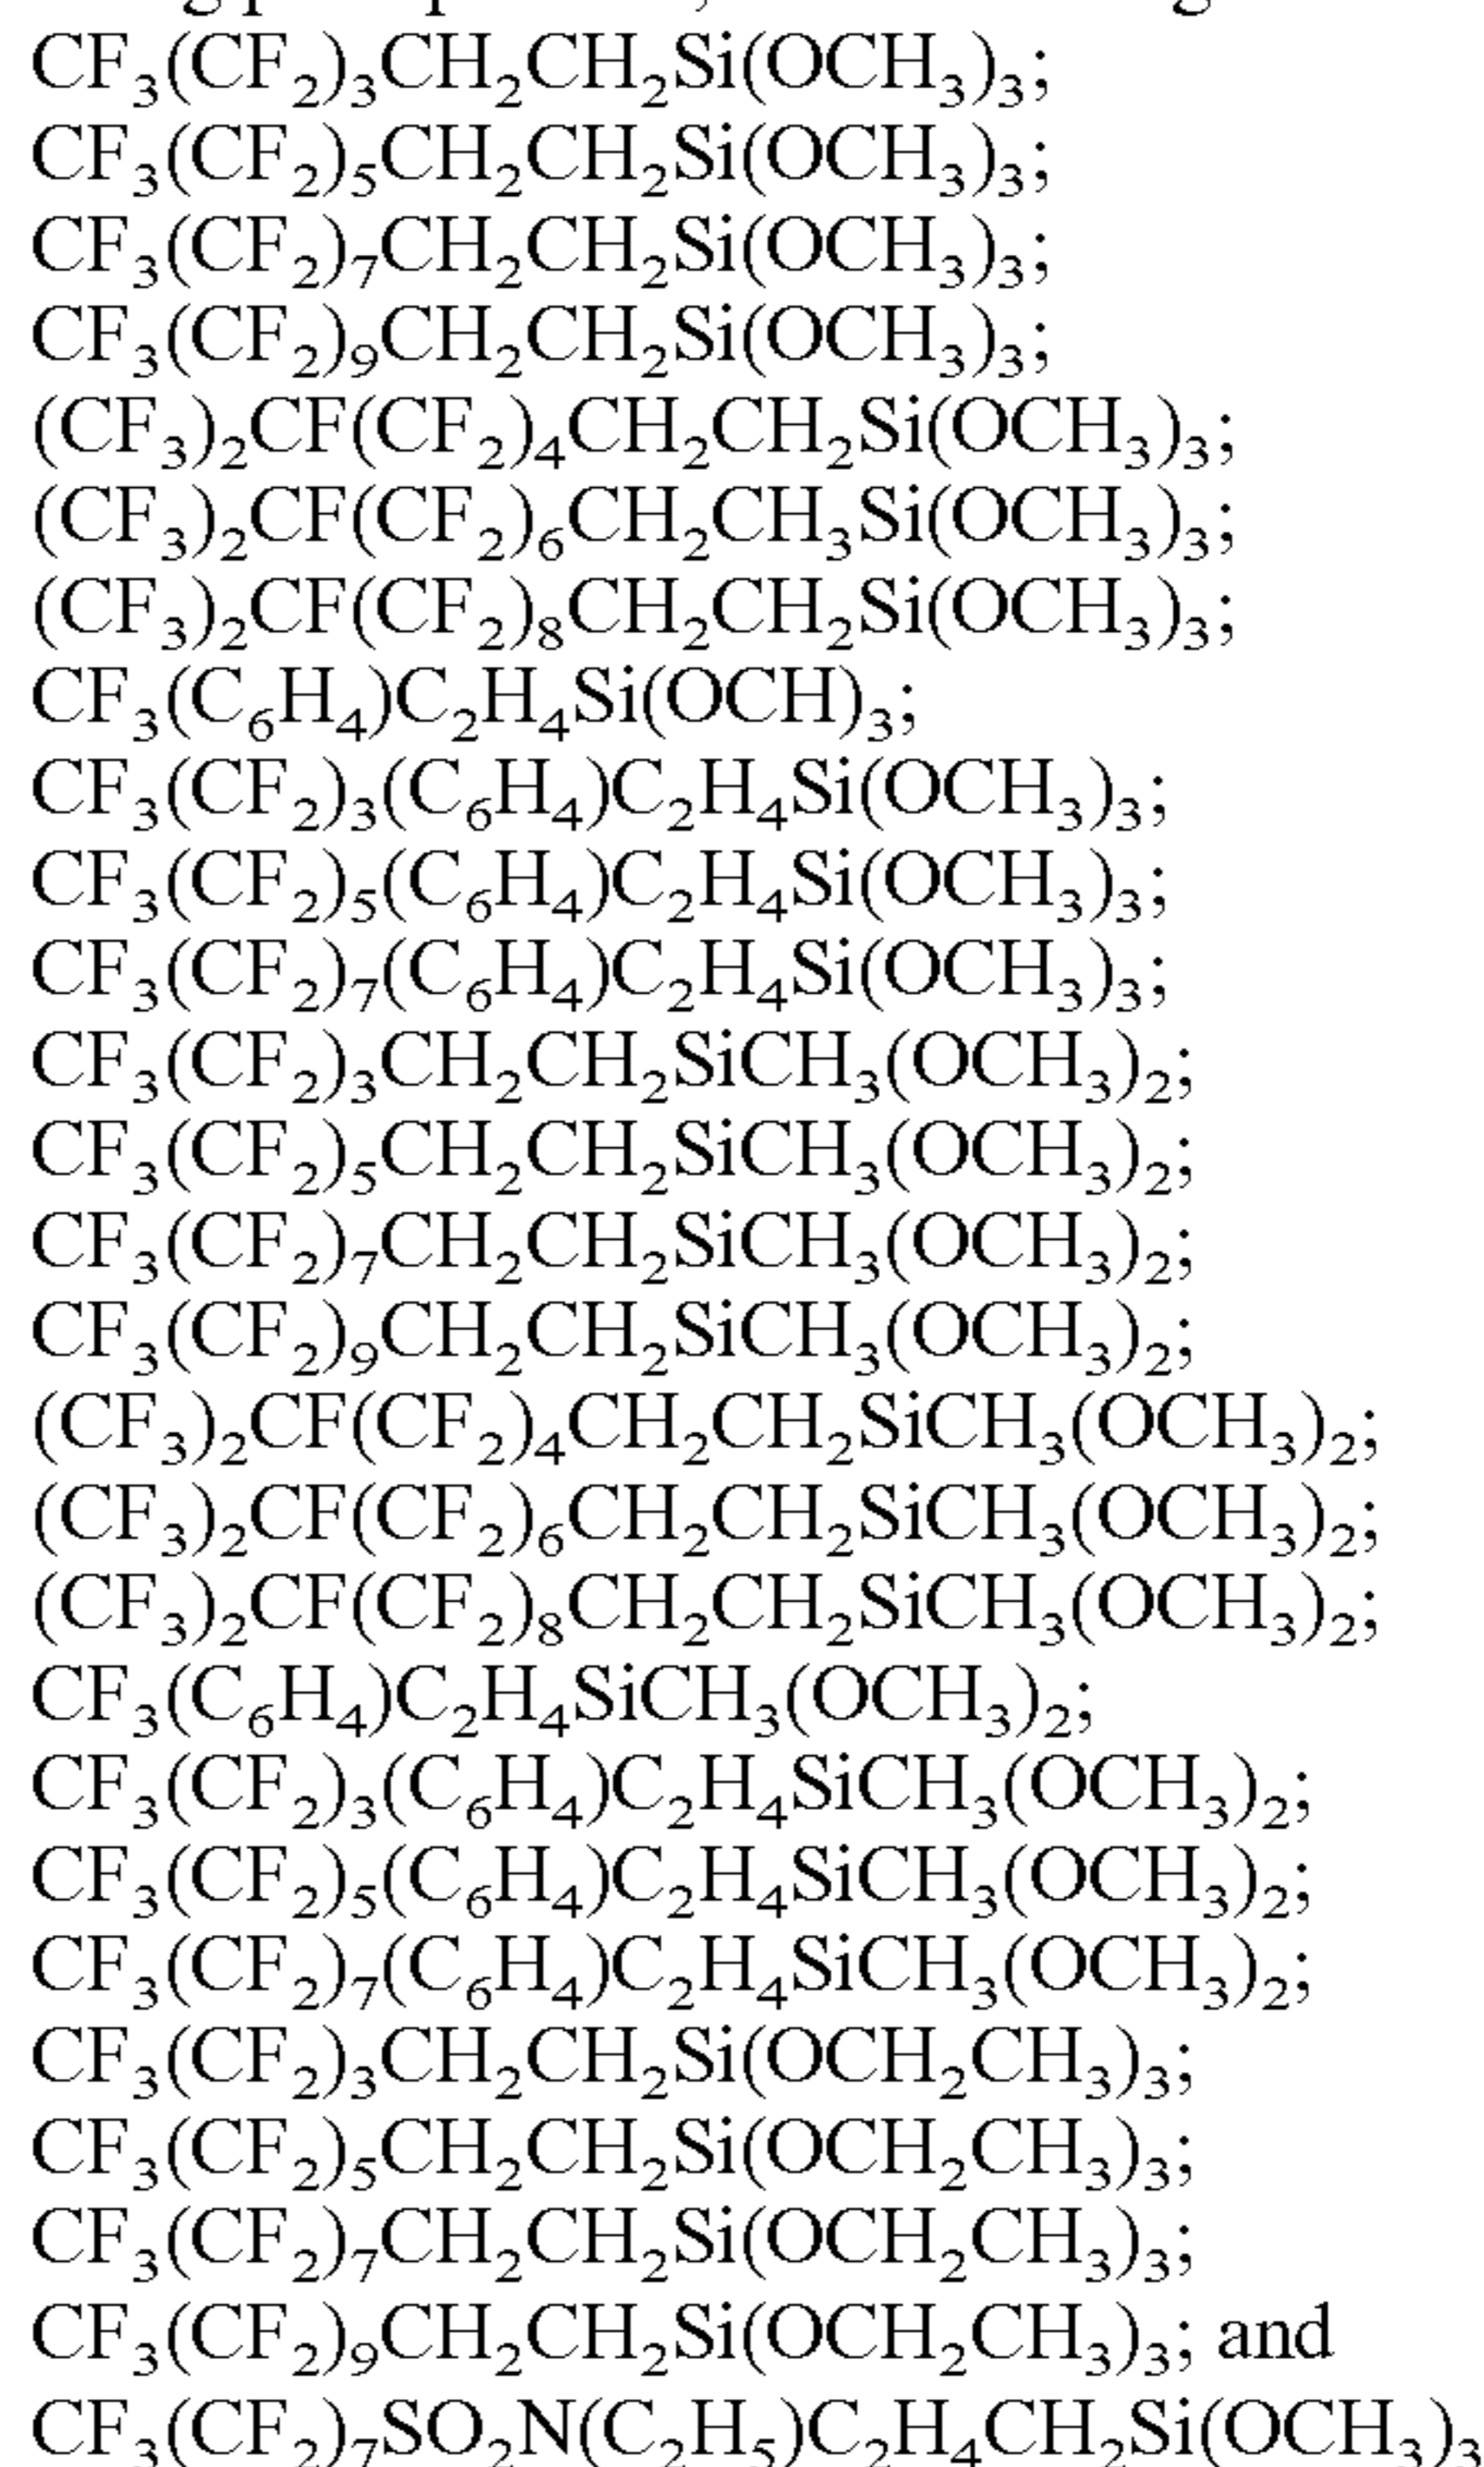 CF₃(CF₂)₃CH₂CH₂Si(OCH₃)₃;
CF₃(CF₂)₅CH₂CH₂Si(OCH₃)₃;
CF₃(CF₂)₇CH₂CH₂Si(OCH₃)₃;
CF₃(CF₂)₉CH₂CH₂Si(OCH₃)₃;
(CF₃)₂CF(CF₂)₄CH₂CH₂Si(OCH₃)₃;
(CF₃)₂CF(CF₂)₆CH₂CH₃Si(OCH₃)₃;
(CF₃)₂CF(CF₂)₈CH₂CH₂Si(OCH₃)₃;
CF₃(C₆H₄)C₂H₄Si(OCH)₃;
CF₃(CF₂)₃(C₆H₄)C₂H₄Si(OCH₃)₃;
CF₃(CF₂)₅(C₆H₄)C₂H₄Si(OCH₃)₃;
CF₃(CF₂)₇(C₆H₄)C₂H₄Si(OCH₃)₃;
CF₃(CF₂)₃CH₂CH₂SiCH₃(OCH₃)₂;
CF₃(CF₂)₅CH₂CH₂SiCH₃(OCH₃)₂;
CF₃(CF₂)₇CH₂CH₂SiCH₃(OCH₃)₂;
CF₃(CF₂)₉CH₂CH₂SiCH₃(OCH₃)₂;
(CF₃)₂CF(CF₂)₄CH₂CH₂SiCH₃(OCH₃)₂;
(CF₃)₂CF(CF₂)₆CH₂CH₂SiCH₃(OCH₃)₂;
(CF₃)₂CF(CF₂)₈CH₂CH₂SiCH₃(OCH₃)₂;
CF₃(C₆H₄)C₂H₄SiCH₃(OCH₃)₂;
CF₃(CF₂)₃(C₆H₄)C₂H₄SiCH₃(OCH₃)₂;
CF₃(CF₂)₅(C₆H₄)C₂H₄SiCH₃(OCH₃)₂;
CF₃(CF₂)₇(C₆H₄)C₂H₄SiCH₃(OCH₃)₂;
CF₃(CF₂)₃CH₂CH₂Si(OCH₂CH₃)₃;
CF₃(CF₂)₅CH₂CH₂Si(OCH₂CH₃)₃;
CF₃(CF₂)₇CH₂CH₂Si(OCH₂CH₃)₃;
CF₃(CF₂)₉CH₂CH₂Si(OCH₂CH₃)₃; and
CF₃(CF₂)₇SO₂N(C₂H₅)C₂H₄CH₂Si(OCH₃)₃